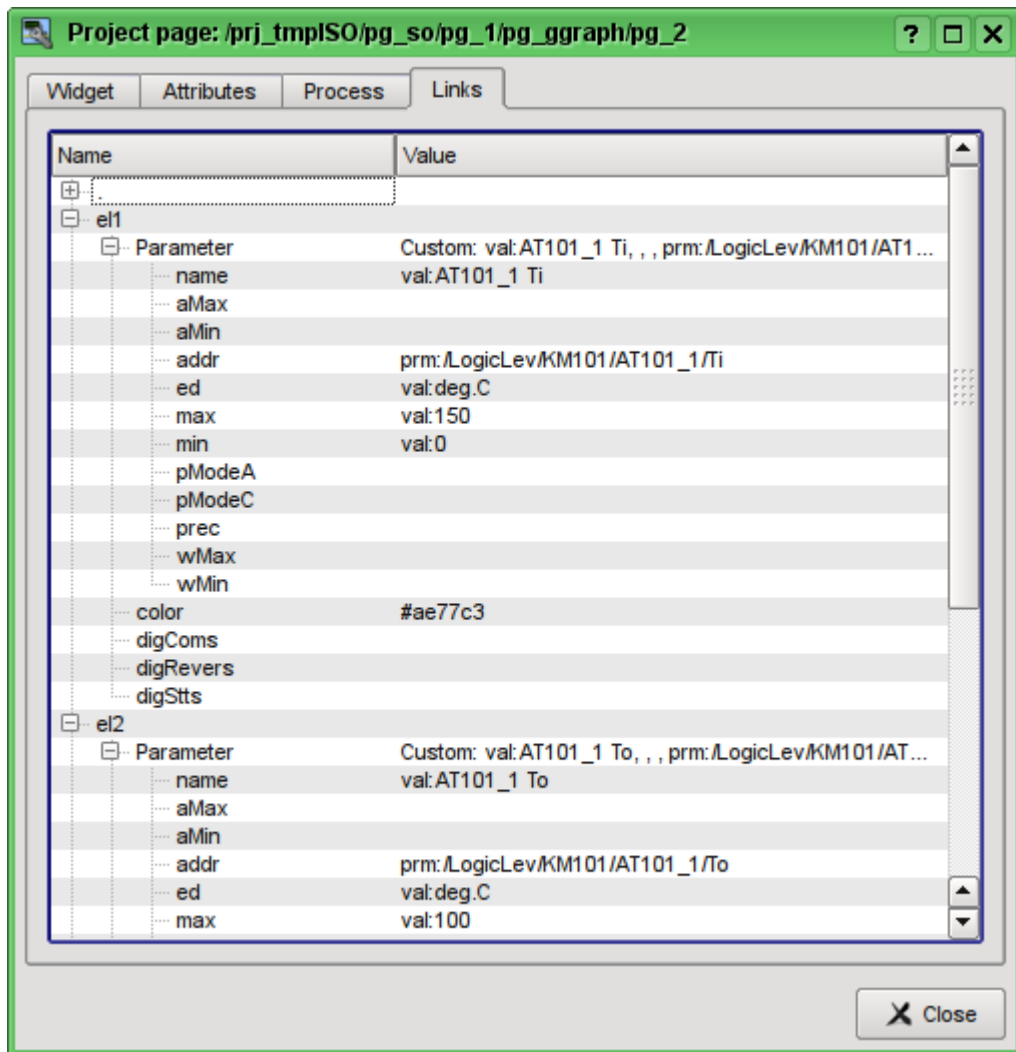 Project page: /prj_tmplSO/pg_so/pg_1/pg_ggraph/pg_2 ?
Widget Attributes Process Links
Name Value
.
el1
Parameter Custom: val:AT101_1 Ti, , , prm:/LogicLev/KM101/AT1...
name val:AT101_1 Ti
aMax
aMin
addr prm:/LogicLev/KM101/AT101_1/Ti
ed val:deg.C
max val:150
min val:0
pModeA
pModeC
prec
wMax
wMin
color #ae77c3
digComs
digRevers
digStts
el2
Parameter Custom: val:AT101_1 To, , , prm:/LogicLev/KM101/AT...
name val:AT101_1 To
aMax
aMin
addr prm:/LogicLev/KM101/AT101_1/To
ed val:deg.C
max val:100
Close